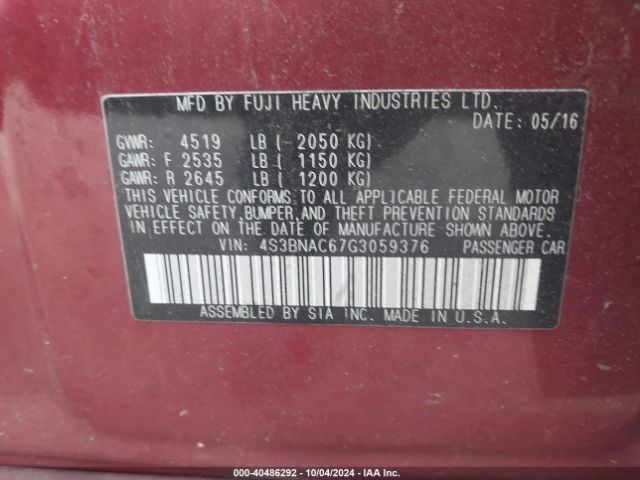 MFD BY FUJI HEAVY INDUSTRIES LTD.
DATE: 05/16
GVWR: 4519 LB ( 2050 KG)
GAWR: F 2535 LB ( 1150 KG)
GAWR: R 2645 LB ( 1200 KG)
THIS VEHICLE CONFORMS TO ALL APPLICABLE FEDERAL MOTOR
VEHICLE SAFETY, BUMPER, AND THEFT PREVENTION STANDARDS
IN EFFECT ON THE DATE OF MANUFACTURE SHOWN ABOVE.
VIN: 4S3BNAC67G3059376 PASSENGER CAR
ASSEMBLED BY SIA INC. MADE IN U.S.A.
© (2024) - 40486292 - 10/04/2024 - IAA Inc.